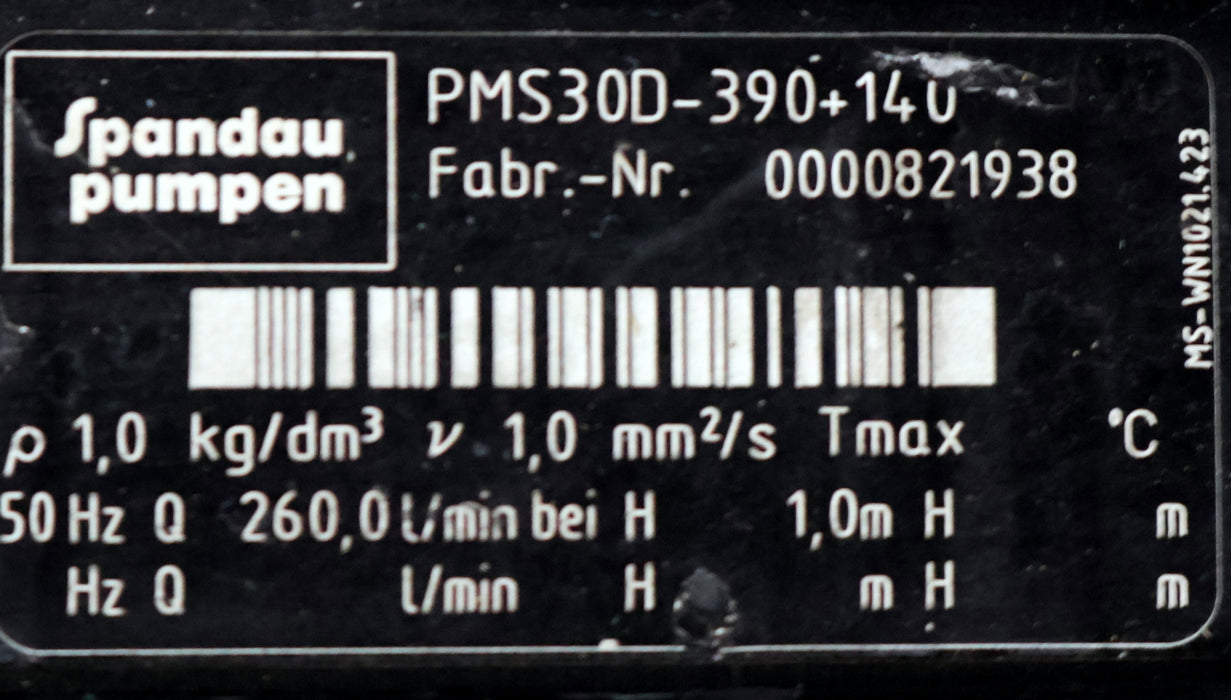 Spandau
pumpen
PMS30D-390+140
Fabr.-Nr. 0000821938
MS-WN1021.423
ρ 1,0 kg/dm³ ν 1,0 mm²/s Tmax °C
50 Hz Q 260,0 l/min bei H 1,0m H m
Hz Q l/min H m H m